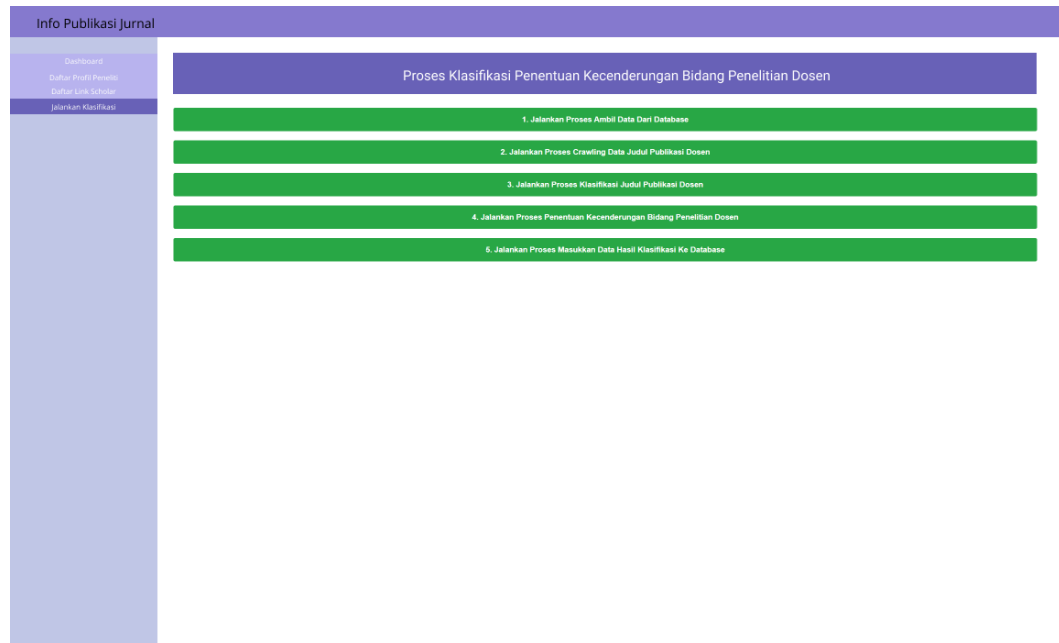 Info Publikasi Jurnal
Dashboard
Daftar Profil Peneliti
Daftar Link Scholar
Jalankan Klasifikasi
Proses Klasifikasi Penentuan Kecenderungan Bidang Penelitian Dosen
1. Jalankan Proses Ambil Data Dari Database
2. Jalankan Proses Crawling Data Judul Publikasi Dosen
3. Jalankan Proses Klasifikasi Judul Publikasi Dosen
4. Jalankan Proses Penentuan Kecenderungan Bidang Penelitian Dosen
5. Jalankan Proses Masukkan Data Hasil Klasifikasi Ke Database